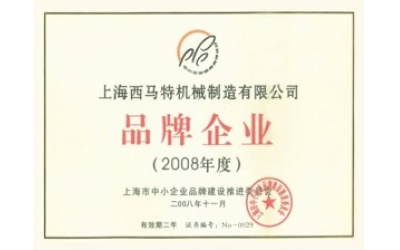 上海西马特机械制造有限公司
品牌企业
(2008年度)
上海市中小企业品牌建设推进委员会
二00八年十一月
有效期二年 证书编号：No-0029